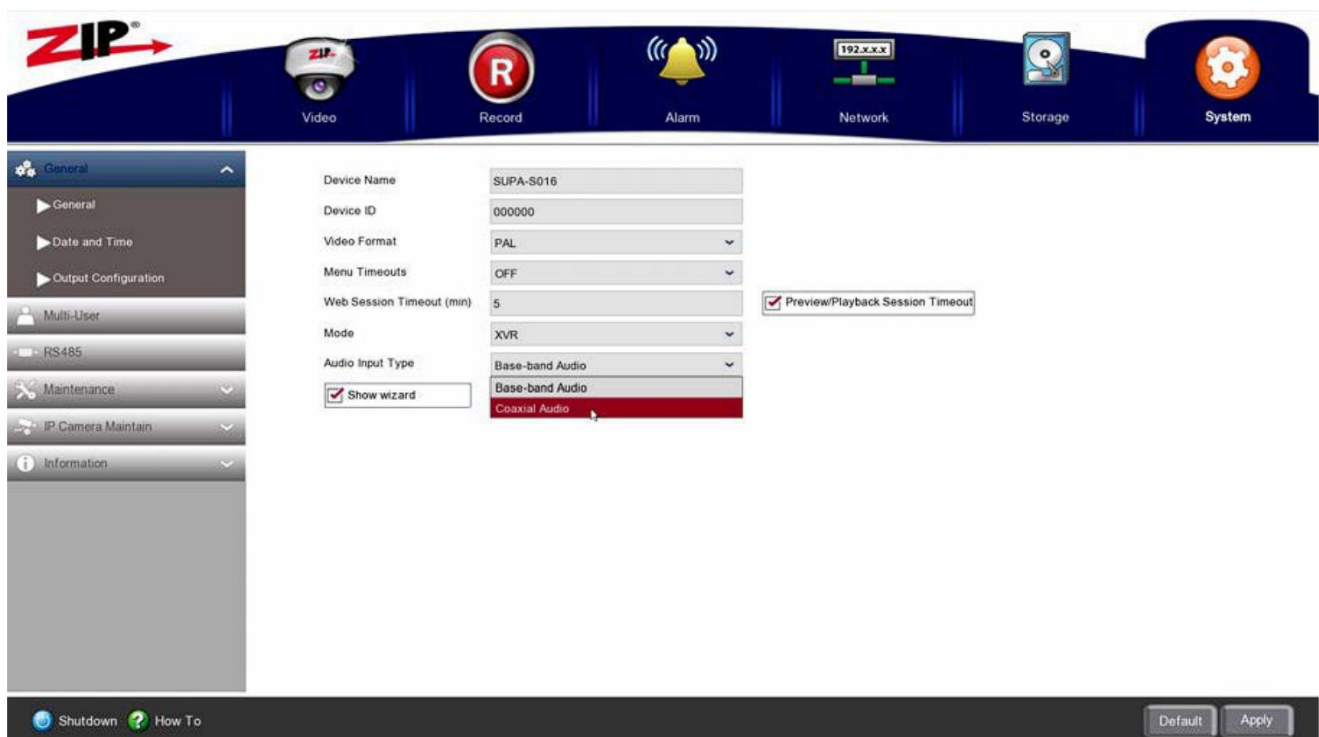 ZIP®
ZIP
R
192.x.x.x
Video
Record
Alarm
Network
Storage
System
General
General
Date and Time
Output Configuration
Multi-User
RS485
Maintenance
IP Camera Maintain
Information
Device Name SUPA-S016
Device ID 000000
Video Format PAL
Menu Timeouts OFF
Web Session Timeout (min) 5 Preview/Playback Session Timeout
Mode XVR
Audio Input Type Base-band Audio
Show wizard Base-band Audio
Coaxial Audio
Shutdown ? How To
Default Apply